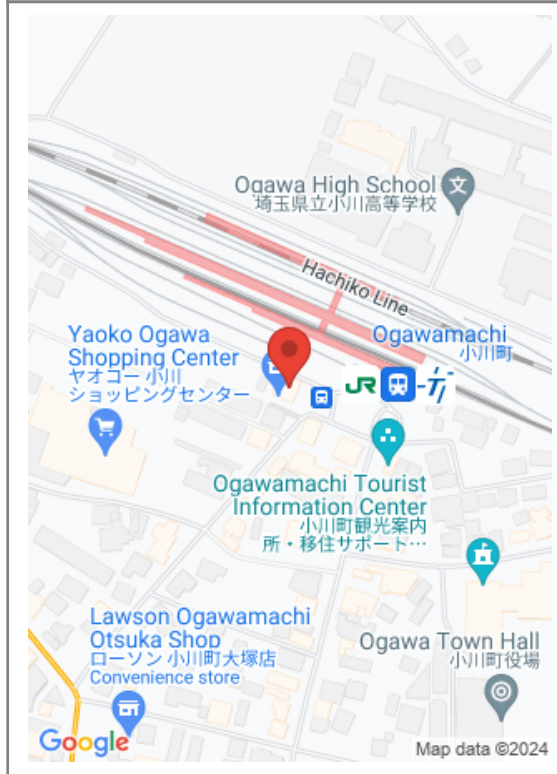 Ogawa High School
埼玉県立小川高等学校
文
Hachiko Line
Ogawamachi
小川町
JR
Yaoko Ogawa
Shopping Center
ヤオコー 小川
ショッピングセンター
Ogawamachi Tourist
Information Center
小川町観光案内
所・移住サポート…
Lawson Ogawamachi
Otsuka Shop
ローソン 小川町大塚店
Convenience store
Ogawa Town Hall
小川町役場
Google
Map data ©2024